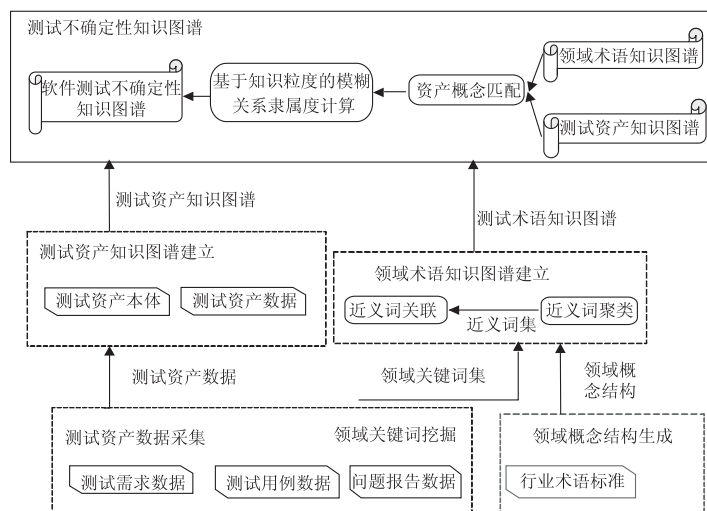 测试不确定性知识图谱
领域术语知识图谱
软件测试不确定性
知识图谱
基于知识粒度的模糊
关系隶属度计算
资产概念匹配
测试资产知识图谱
测试资产知识图谱
测试术语知识图谱
测试资产知识图谱建立
测试资产本体
测试资产数据
领域术语知识图谱建立
近义词关联
近义词集
近义词聚类
测试资产数据
领域关键词集
领域概
念结构
测试资产数据采集
领域关键词挖掘
测试需求数据
测试用例数据
问题报告数据
领域概念结构生成
行业术语标准